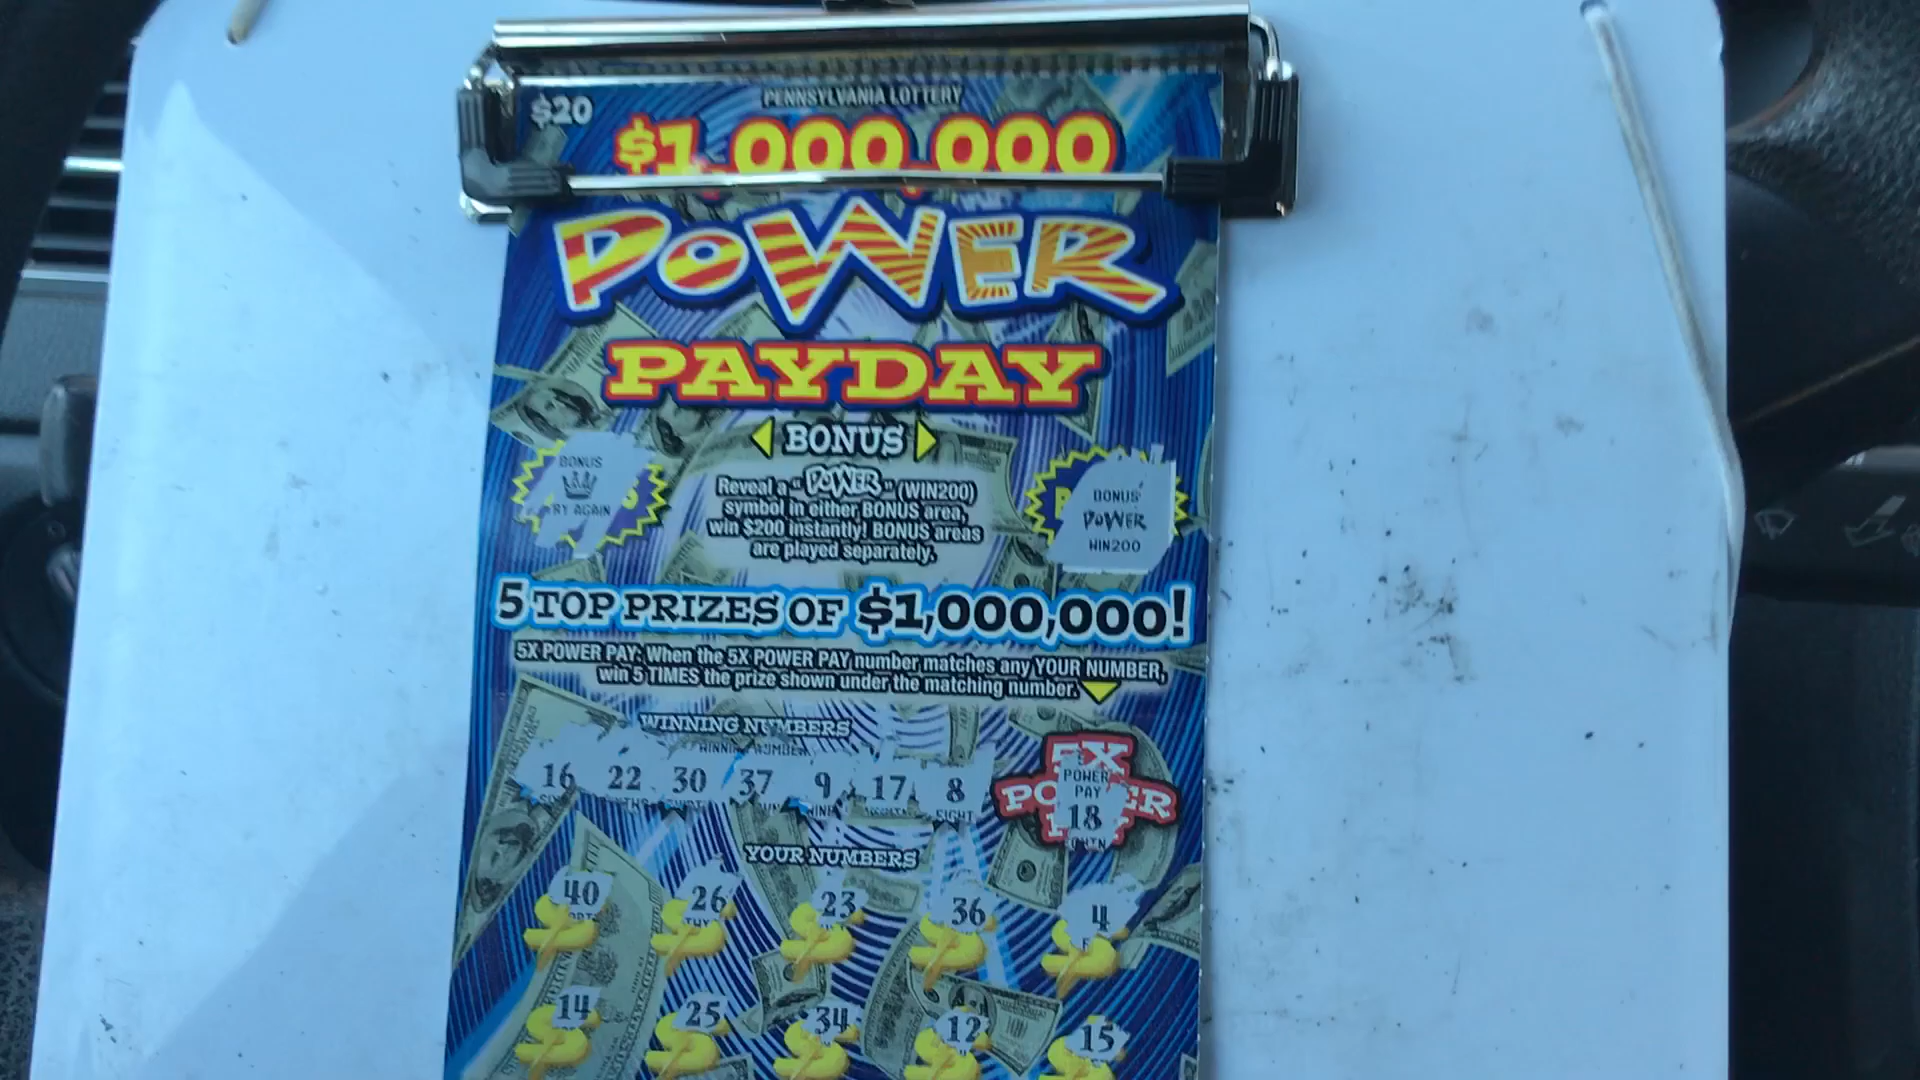 $20
PENNSYLVANIA LOTTERY
$1,000,000
POWER
PAYDAY
BONUS
Reveal a "POWER" (WIN200)
symbol in either BONUS area,
win $200 instantly! BONUS areas
are played separately.
BONUS
RY AGAIN
BONUS
POWER
WIN200
5 TOP PRIZES OF $1,000,000!
5X POWER PAY: When the 5X POWER PAY number matches any YOUR NUMBER,
win 5 TIMES the prize shown under the matching number.
WINNING NUMBERS
16 22 30 37 9 17 8
EIGHT
5X
POWER
PAY
18
YOUR NUMBERS
40 26 23 36 4
14 25 34 12 15